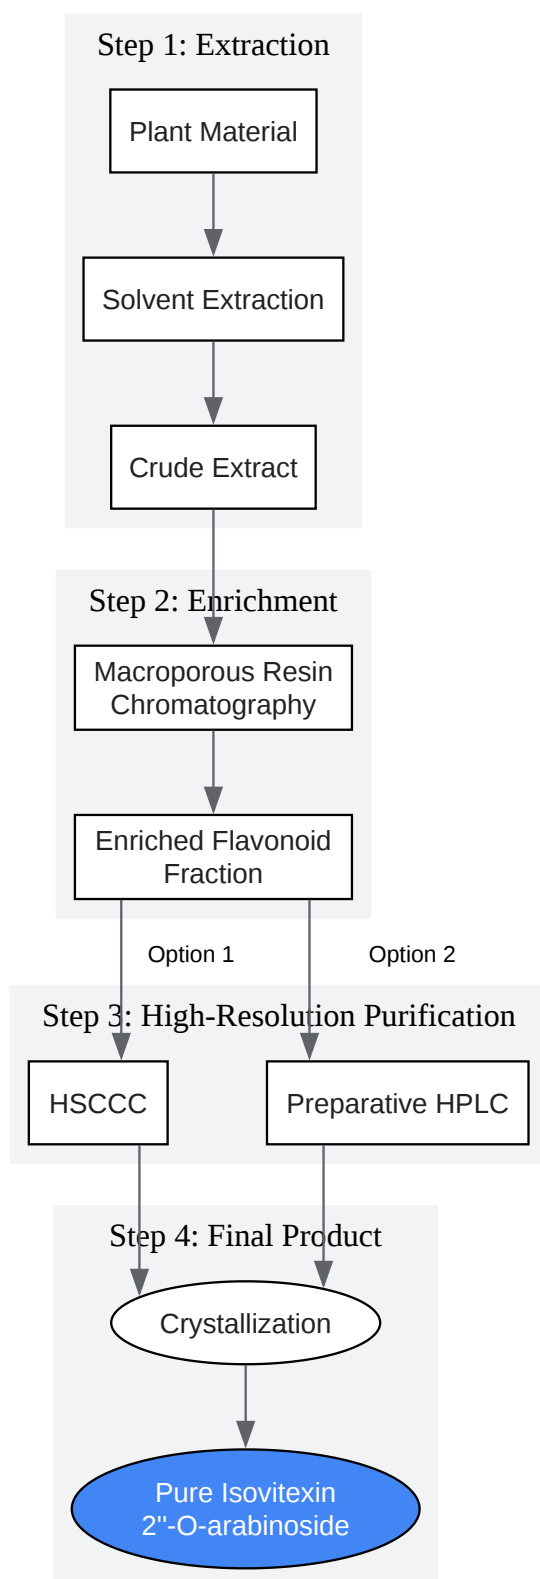 Step 1: Extraction
Plant Material
Solvent Extraction
Crude Extract
Step 2: Enrichment
Macroporous Resin
Chromatography
Enriched Flavonoid
Fraction
Option 1
Option 2
Step 3: High-Resolution Purification
HSCCC
Preparative HPLC
Step 4: Final Product
Crystallization
Pure Isovitexin
2''-O-arabinoside